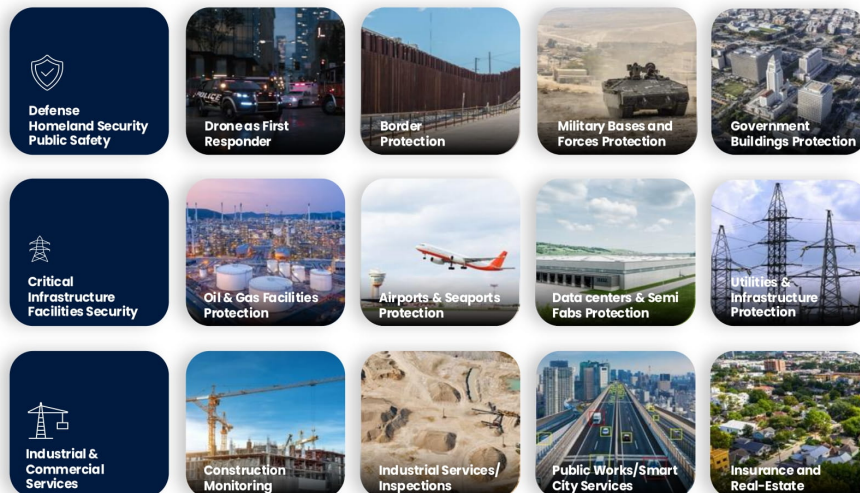 Defense
Homeland Security
Public Safety
POLICE
Drone as First
Responder
Border
Protection
Military Bases and
Forces Protection
Government
Buildings Protection
Critical
Infrastructure
Facilities Security
Oil & Gas Facilities
Protection
Airports & Seaports
Protection
Data centers & Semi
Fabs Protection
Utilities &
Infrastructure
Protection
Industrial &
Commercial
Services
Construction
Monitoring
Industrial Services/
Inspections
Public Works/Smart
City Services
Insurance and
Real-Estate